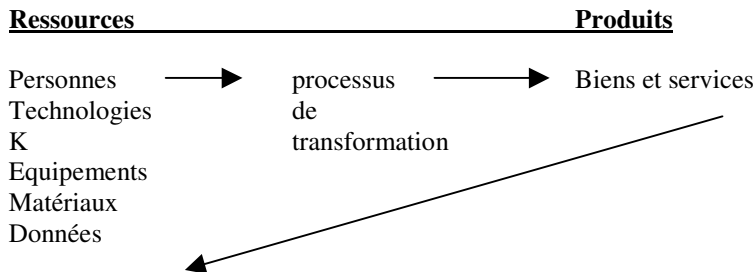 Ressources Produits
Personnes processus Biens et services
Technologies de
K transformation
Equipements
Matériaux
Données